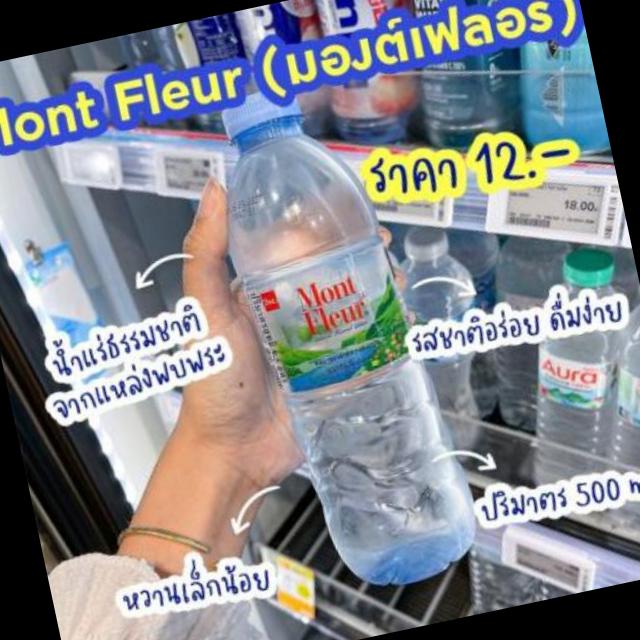 Mont Fleur (มองต์เฟลอร์)
ราคา 12.-
18.00
Mont
Fleur
รสชาติอร่อย ดื่มง่าย
น้ำแร่ธรรมชาติ
จากแหล่งพบพระ
Aura
ปริมาตร 500 m
หวานเล็กน้อย